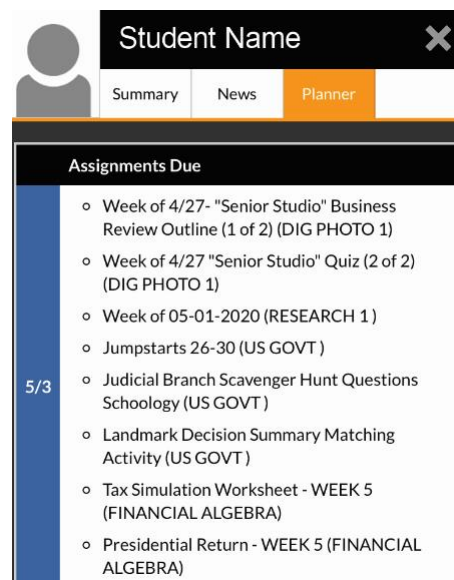 Student Name
Summary
News
Planner
Assignments Due
5/3
Week of 4/27- "Senior Studio" Business
Review Outline (1 of 2) (DIG PHOTO 1)
Week of 4/27 "Senior Studio" Quiz (2 of 2)
(DIG PHOTO 1)
Week of 05-01-2020 (RESEARCH 1 )
Jumpstarts 26-30 (US GOVT )
Judicial Branch Scavenger Hunt Questions
Schoology (US GOVT )
Landmark Decision Summary Matching
Activity (US GOVT )
Tax Simulation Worksheet - WEEK 5
(FINANCIAL ALGEBRA)
Presidential Return - WEEK 5 (FINANCIAL
ALGEBRA)